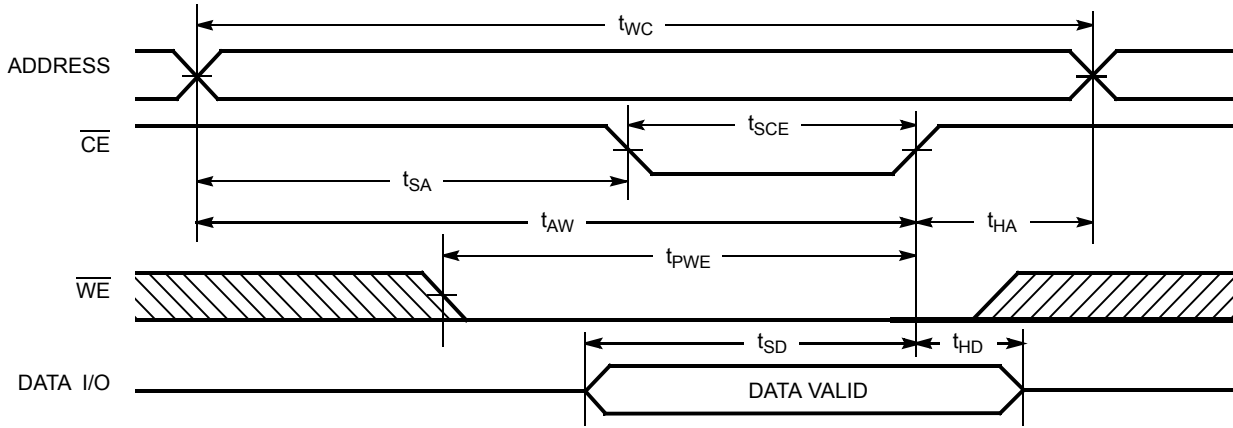 tWC
ADDRESS
CE
tSCE
tSA
tAW
tHA
tPWE
WE
tSD
tHD
DATA I/O
DATA VALID